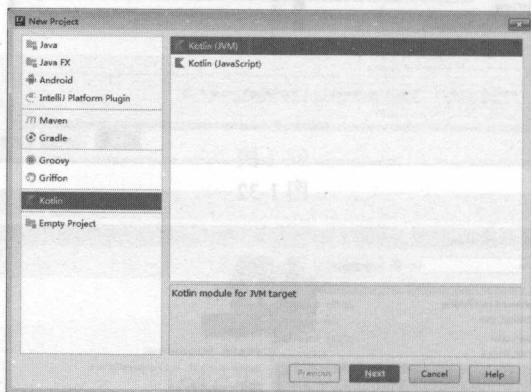 New Project
Java
Java FX
Android
IntelliJ Platform Plugin
Maven
Gradle
Groovy
Griffon
Kotlin
Empty Project
Kotlin (JVM)
Kotlin (JavaScript)
Kotlin module for JVM target
Previous
Next
Cancel
Help